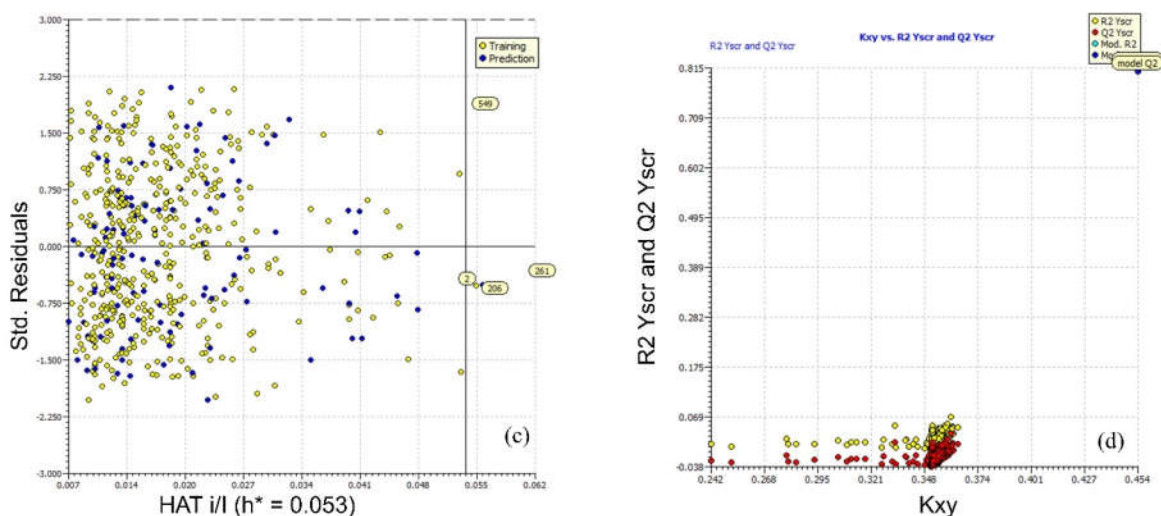 3.000
2.250
1.500
0.750
0.000
-0.750
-1.500
-2.250
-3.000
Std. Residuals
Training
Prediction
549
2
206
261
(c)
0.007 0.014 0.020 0.027 0.034 0.041 0.048 0.055 0.062
HAT i/I (h* = 0.053)
R2 Yscr and Q2 Yscr
Kxy vs. R2 Yscr and Q2 Yscr
R2 Yscr
Q2 Yscr
Mod. R2
model Q2
R2 Yscr and Q2 Yscr
0.815
0.709
0.602
0.495
0.389
0.282
0.175
0.069
-0.038
(d)
0.242 0.268 0.295 0.321 0.348 0.374 0.401 0.427 0.454
Kxy